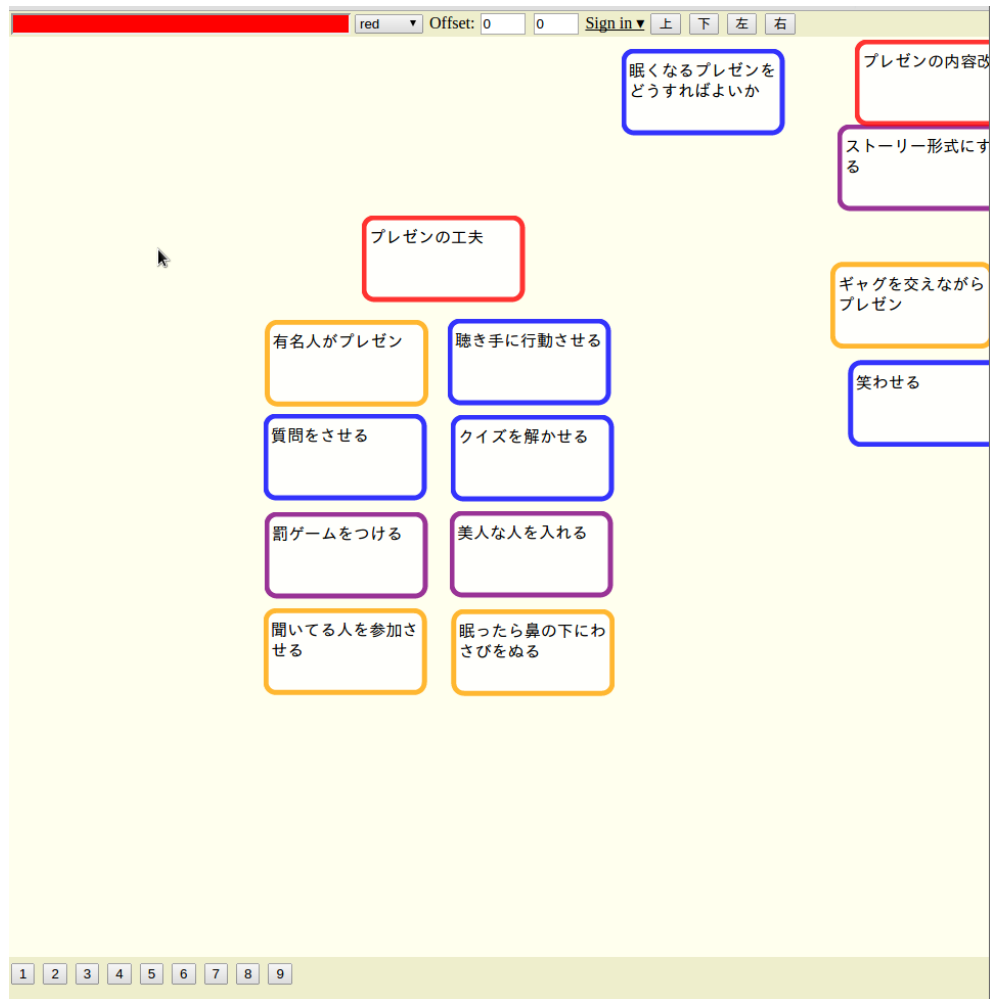 red ▼ Offset: 0 0 Sign in ▾ 上 下 左 右
眠くなるプレゼンを
どうすればよいか
プレゼンの内容改
ストーリー形式にす
る
プレゼンの工夫
ギャグを交えながら
プレゼン
有名人がプレゼン
聴き手に行動させる
笑わせる
質問をさせる
クイズを解かせる
罰ゲームをつける
美人な人を入れる
聞いてる人を参加さ
せる
眠ったら鼻の下にわ
さびをぬる
1 2 3 4 5 6 7 8 9